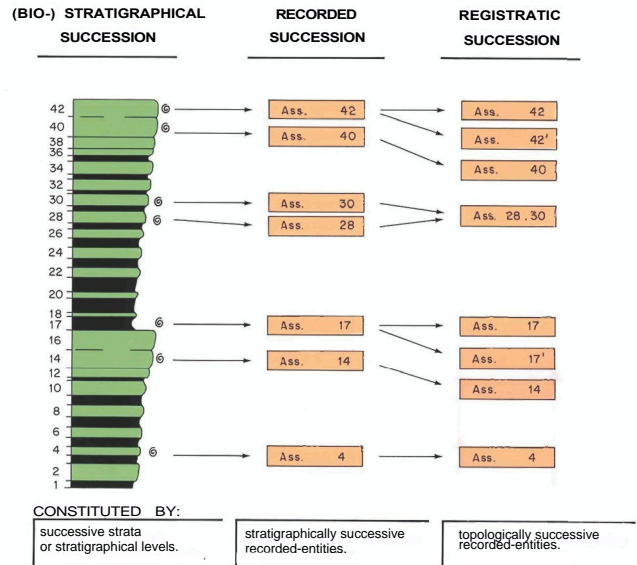 (BIO-) STRATIGRAPHICAL
SUCCESSION
RECORDED
SUCCESSION
REGISTRATIC
SUCCESSION
42
40
38
36
34
32
30
28
26
24
22
20
18
17
16
14
12
10
8
6
4
2
1
Ass. 42
Ass. 40
Ass. 30
Ass. 28
Ass. 17
Ass. 14
Ass. 4
Ass. 42
Ass. 42'
Ass. 40
Ass. 28.30
Ass. 17
Ass. 17'
Ass. 14
Ass. 4
CONSTITUTED BY:
successive strata
or stratigraphical levels.
stratigraphically successive
recorded-entities.
topologically successive
recorded-entities.